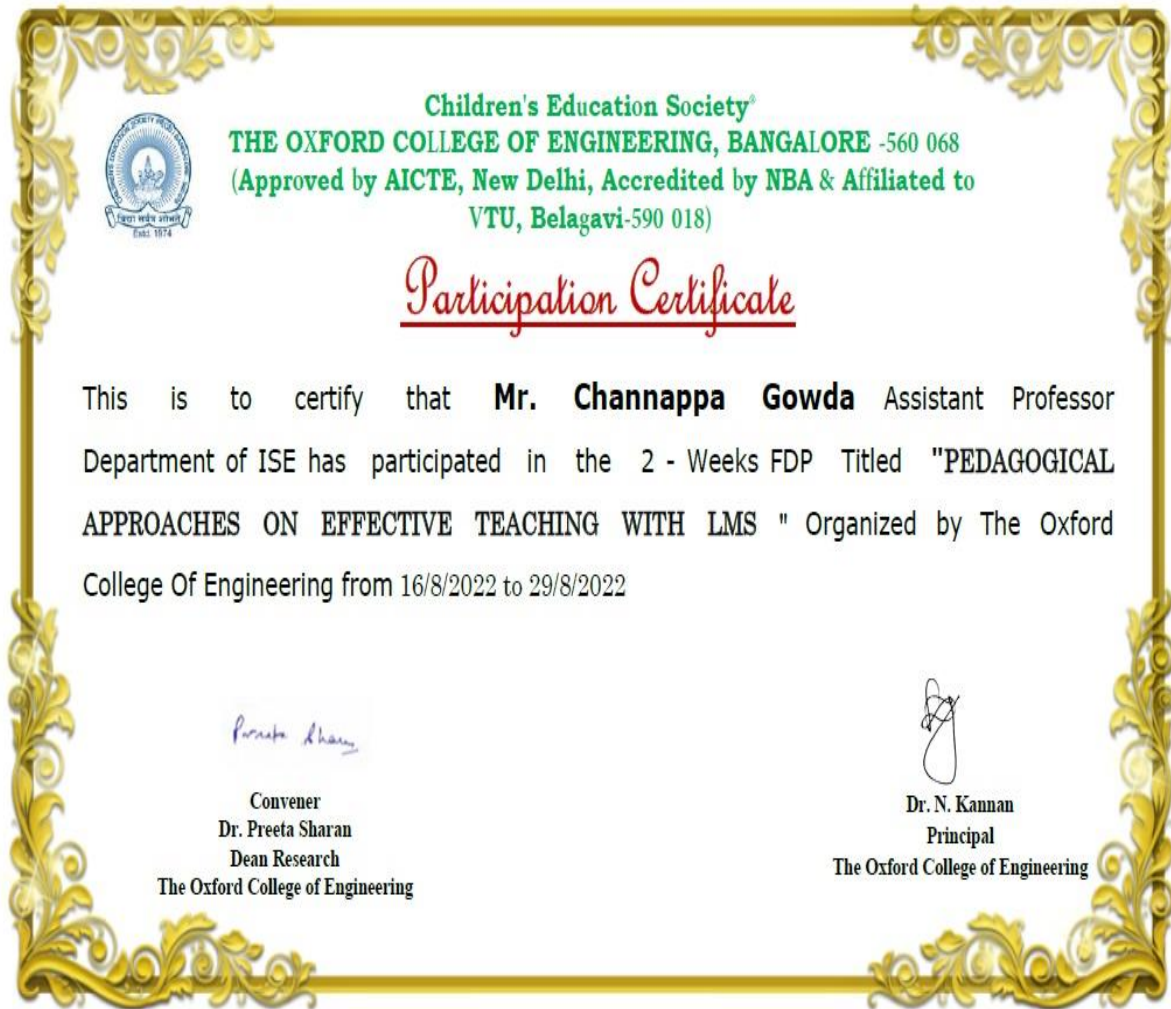 Children's Education Society®
THE OXFORD COLLEGE OF ENGINEERING, BANGALORE -560 068
(Approved by AICTE, New Delhi, Accredited by NBA & Affiliated to
VTU, Belagavi-590 018)
Estd. 1974
Participation Certificate
This is to certify that Mr. Channappa Gowda Assistant Professor
Department of ISE has participated in the 2 - Weeks FDP Titled "PEDAGOGICAL
APPROACHES ON EFFECTIVE TEACHING WITH LMS " Organized by The Oxford
College Of Engineering from 16/8/2022 to 29/8/2022
Convener
Dr. Preeta Sharan
Dean Research
The Oxford College of Engineering
Dr. N. Kannan
Principal
The Oxford College of Engineering